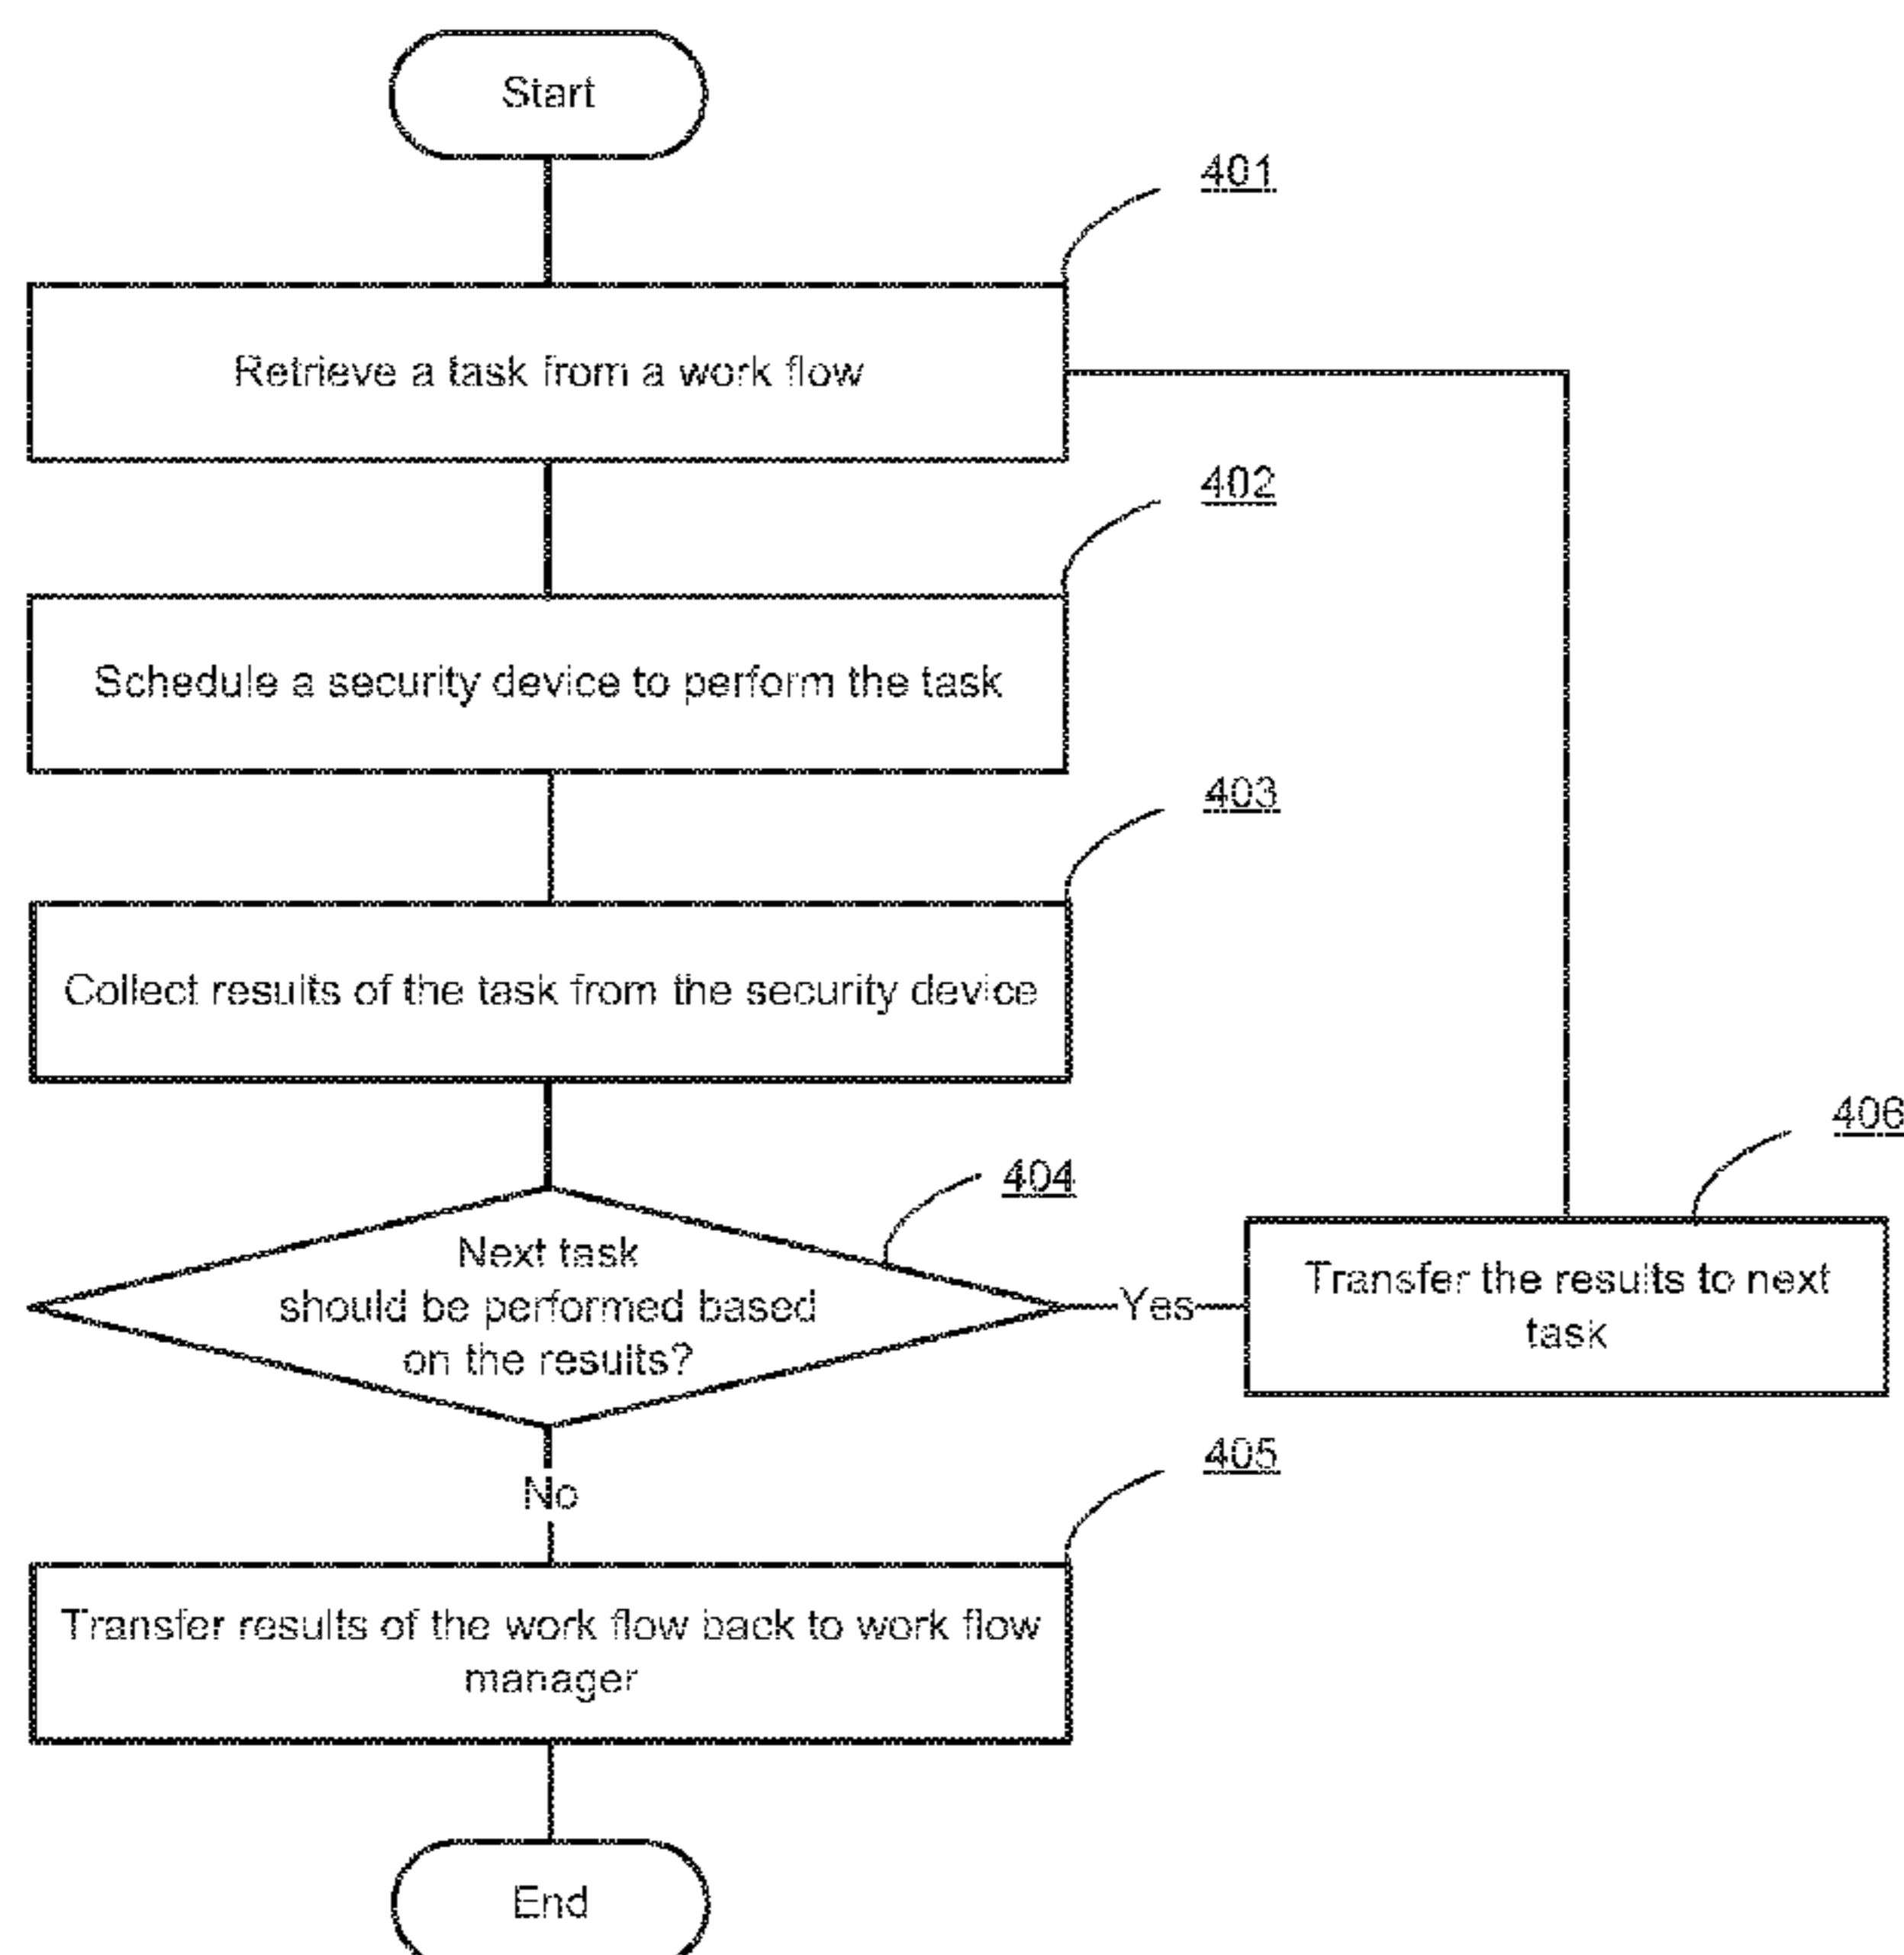 Start
401
Retrieve a task from a work flow
402
Schedule a security device to perform the task
403
Collect results of the task from the security device
404
Next task
should be performed based
on the results?
Yes
406
Transfer the results to next
task
No
405
Transfer results of the work flow back to work flow
manager
End